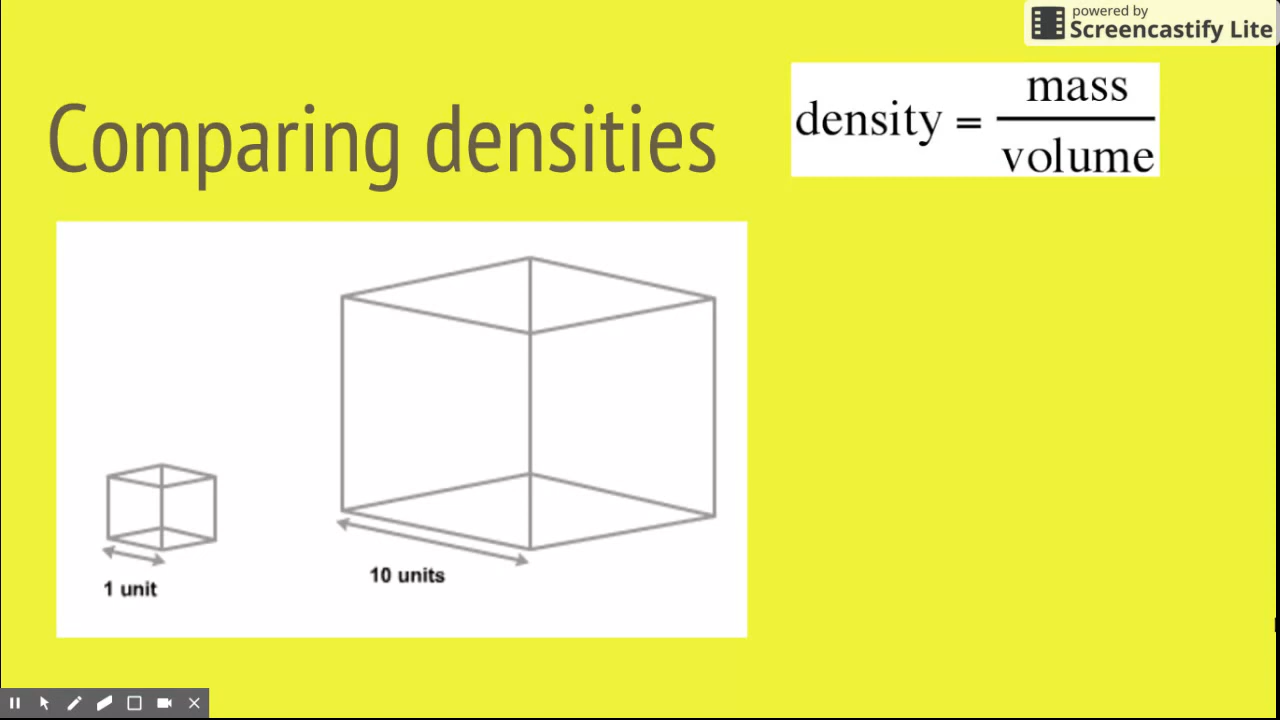 powered by
Screencastify Lite
Comparing densities
density = mass
volume
1 unit
10 units